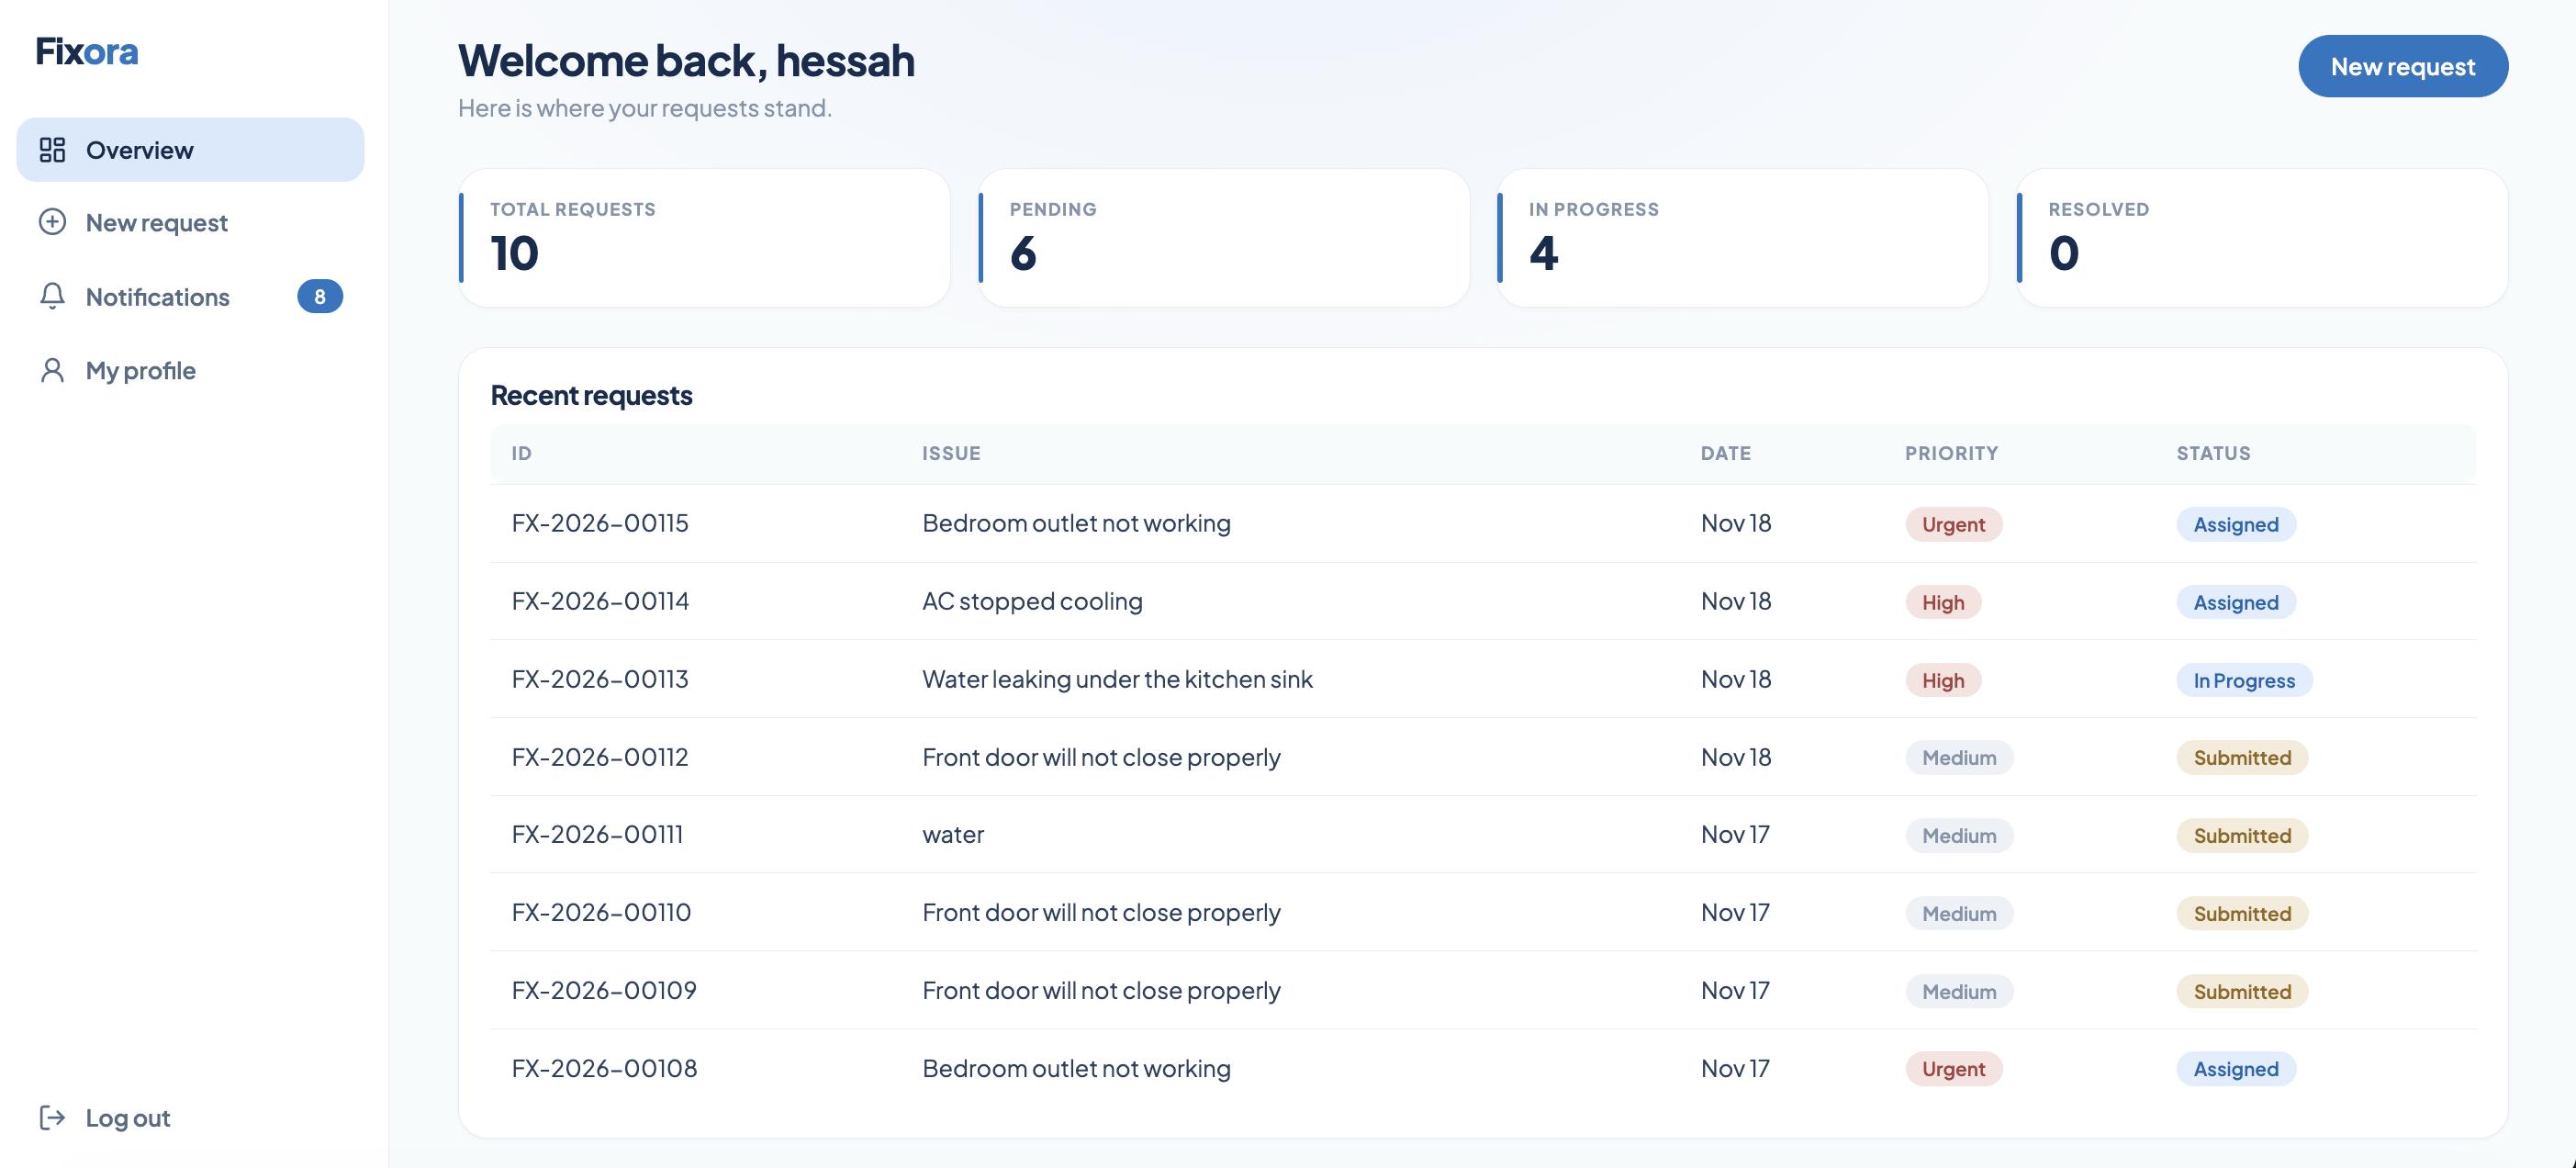 Fixora
Overview
New request
Notifications 8
My profile
Log out
Welcome back, hessah
Here is where your requests stand.
New request
TOTAL REQUESTS
10
PENDING
6
IN PROGRESS
4
RESOLVED
0
Recent requests
ID ISSUE DATE PRIORITY STATUS
FX-2026-00115 Bedroom outlet not working Nov 18 Urgent Assigned
FX-2026-00114 AC stopped cooling Nov 18 High Assigned
FX-2026-00113 Water leaking under the kitchen sink Nov 18 High In Progress
FX-2026-00112 Front door will not close properly Nov 18 Medium Submitted
FX-2026-00111 water Nov 17 Medium Submitted
FX-2026-00110 Front door will not close properly Nov 17 Medium Submitted
FX-2026-00109 Front door will not close properly Nov 17 Medium Submitted
FX-2026-00108 Bedroom outlet not working Nov 17 Urgent Assigned